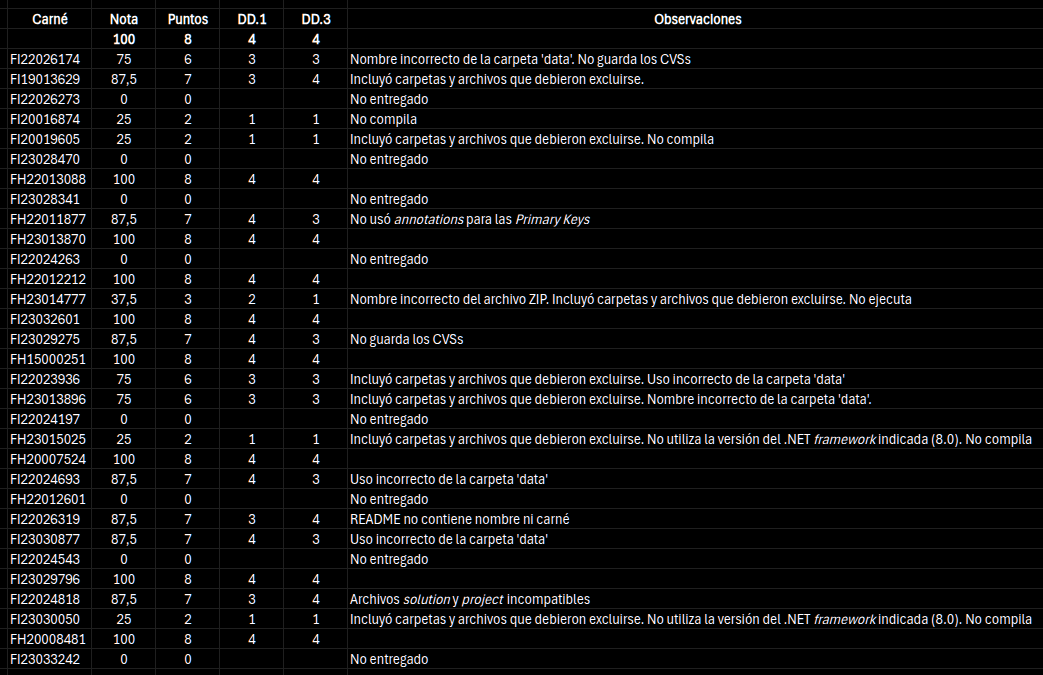 Carné Nota Puntos DD.1 DD.3 Observaciones
100 8 4 4
FI22026174 75 6 3 3 Nombre incorrecto de la carpeta 'data'. No guarda los CVSs
FI19013629 87,5 7 3 4 Incluyó carpetas y archivos que debieron excluirse.
FI22026273 0 0 No entregado
FI20016874 25 2 1 1 No compila
FI20019605 25 2 1 1 Incluyó carpetas y archivos que debieron excluirse. No compila
FI23028470 0 0 No entregado
FH22013088 100 8 4 4
FI23028341 0 0 No entregado
FH22011877 87,5 7 4 3 No usó annotations para las Primary Keys
FH23013870 100 8 4 4
FI22024263 0 0 No entregado
FH22012212 100 8 4 4
FH23014777 37,5 3 2 1 Nombre incorrecto del archivo ZIP. Incluyó carpetas y archivos que debieron excluirse. No ejecuta
FI23032601 100 8 4 4
FI23029275 87,5 7 4 3 No guarda los CVSs
FH15000251 100 8 4 4
FI22023936 75 6 3 3 Incluyó carpetas y archivos que debieron excluirse. Uso incorrecto de la carpeta 'data'
FH23013896 75 6 3 3 Incluyó carpetas y archivos que debieron excluirse. Nombre incorrecto de la carpeta 'data'.
FI22024197 0 0 No entregado
FH23015025 25 2 1 1 Incluyó carpetas y archivos que debieron excluirse. No utiliza la versión del .NET framework indicada (8.0). No compila
FH20007524 100 8 4 4
FI22024693 87,5 7 4 3 Uso incorrecto de la carpeta 'data'
FH22012601 0 0 No entregado
FI22026319 87,5 7 3 4 README no contiene nombre ni carné
FI23030877 87,5 7 4 3 Uso incorrecto de la carpeta 'data'
FI22024543 0 0 No entregado
FI23029796 100 8 4 4
FI22024818 87,5 7 3 4 Archivos solution y project incompatibles
FI23030050 25 2 1 1 Incluyó carpetas y archivos que debieron excluirse. No utiliza la versión del .NET framework indicada (8.0). No compila
FH20008481 100 8 4 4
FI23033242 0 0 No entregado